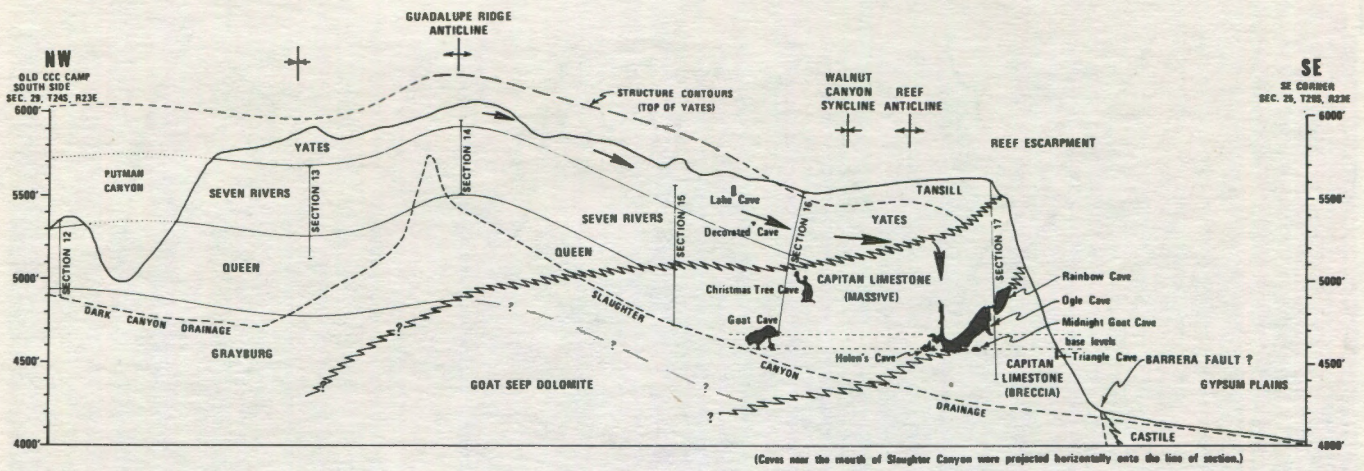 GUADALUPE RIDGE
ANTICLINE
NW
OLD CCC CAMP
SOUTH SIDE
SEC. 29, T24S, R23E
SE
SE CORNER
SEC. 25, T25S, R23E
STRUCTURE CONTOURS
(TOP OF YATES)
WALNUT
CANYON
SYNCLINE
REEF
ANTICLINE
REEF ESCARPMENT
6000'
5500'
5000'
4500'
4000'
6000'
5500'
5000'
4500'
4000'
PUTMAN
CANYON
YATES
SEVEN RIVERS
QUEEN
SECTION 12
SECTION 13
SECTION 14
SECTION 15
SECTION 16
SECTION 17
SEVEN RIVERS
QUEEN
Lake Cave
Decorated Cave
TANSILL
YATES
CAPITAN LIMESTONE
(MASSIVE)
Christmas Tree Cave
Goat Cave
Helen's Cave
Rainbow Cave
Ogle Cave
Midnight Goat Cave
base levels
Triangle Cave
CAPITAN
LIMESTONE
(BRECCIA)
BARRERA FAULT ?
GYPSUM PLAINS
CASTILE
DARK CANYON DRAINAGE
GRAYBURG
GOAT SEEP DOLOMITE
SLAUGHTER CANYON DRAINAGE
?
?
?
?
?
(Caves near the mouth of Slaughter Canyon were projected horizontally onto the line of section.)